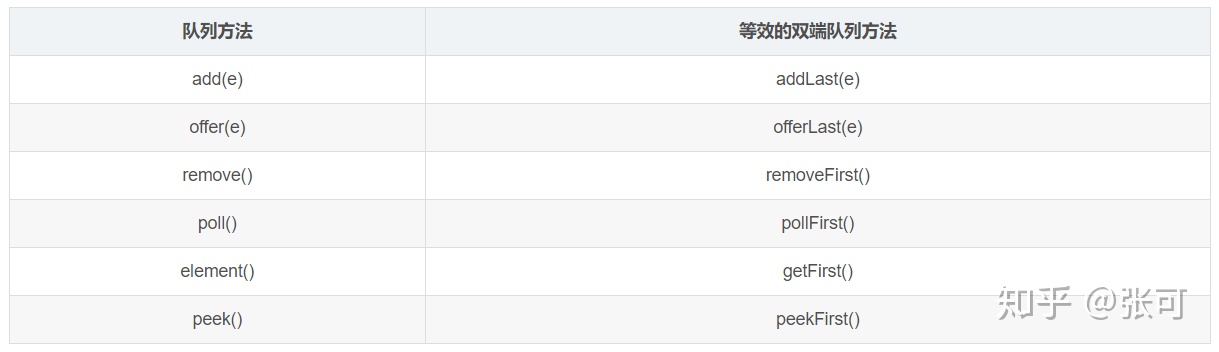 队列方法 等效的双端队列方法
add(e) addLast(e)
offer(e) offerLast(e)
remove() removeFirst()
poll() pollFirst()
element() getFirst()
peek() peekFirst()
知乎 @张可